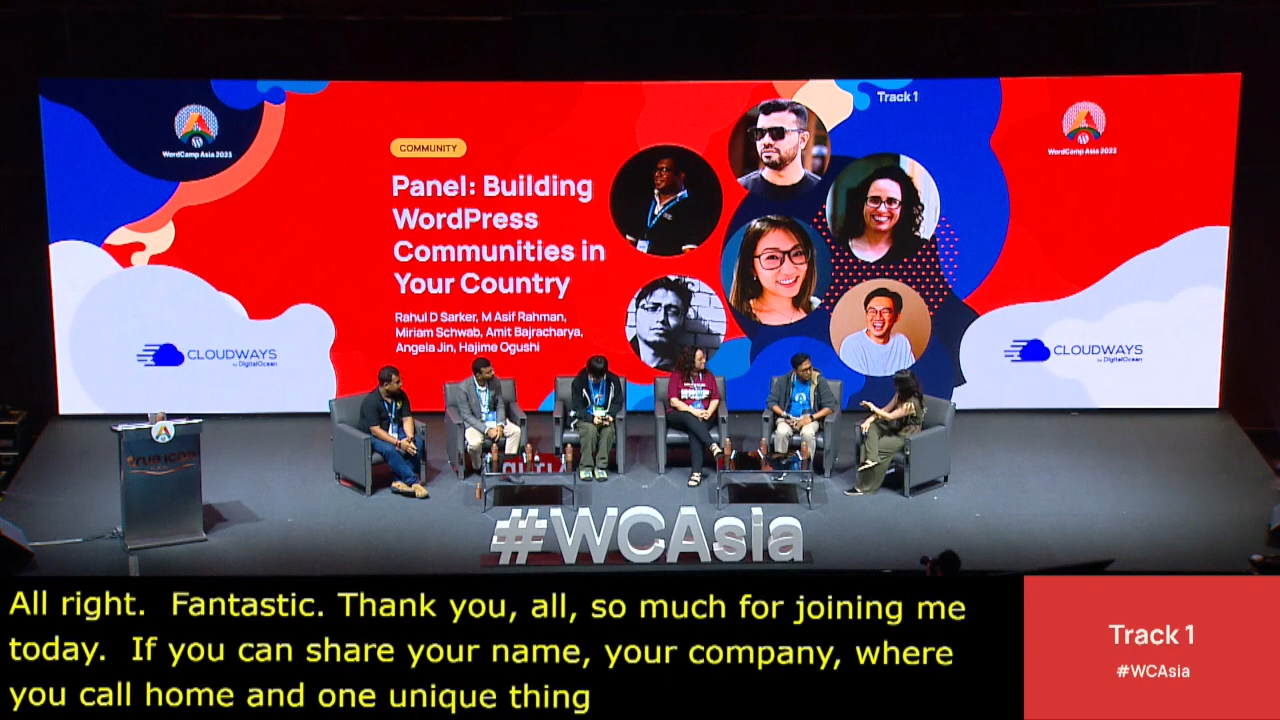 Track 1
WordCamp Asia 2023
WordCamp Asia 2023
COMMUNITY
Panel: Building
WordPress
Communities in
Your Country
Rahul D Sarker, M Asif Rahman,
Miriam Schwab, Amit Bajracharya,
Angela Jin, Hajime Ogushi
CLOUDWAYS
by DigitalOcean
CLOUDWAYS
by DigitalOcean
true icon
#WCAsia
All right.  Fantastic. Thank you, all, so much for joining me
today.  If you can share your name, your company, where
you call home and one unique thing
Track 1
#WCAsia